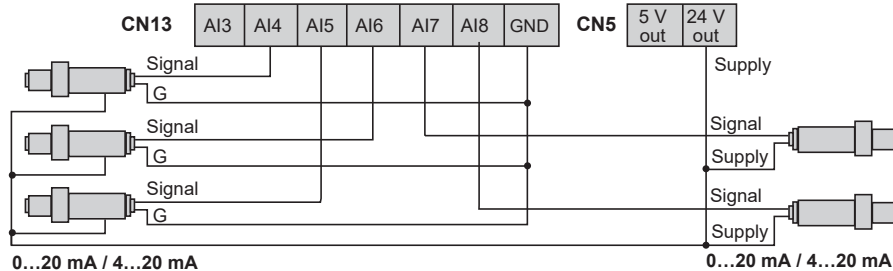 CN13 AI3 AI4 AI5 AI6 AI7 AI8 GND CN5 5 V out 24 V out
Signal
G
Supply
Signal
G
Signal
Supply
Signal
G
Signal
Supply
0...20 mA / 4...20 mA
0...20 mA / 4...20 mA